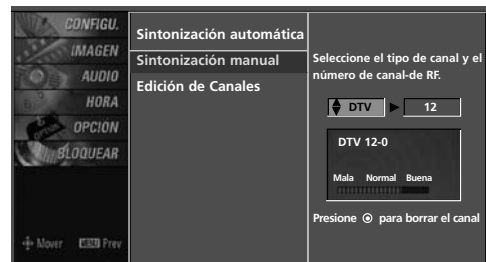 CONFIGU.
IMAGEN
AUDIO
HORA
OPCION
BLOQUEAR
Mover MENU Prev
Sintonización automática
Sintonización manual
Edición de Canales
Seleccione el tipo de canal y el
número de canal-de RF.
DTV 12
DTV 12-0
Mala Normal Buena
Presione para borrar el canal